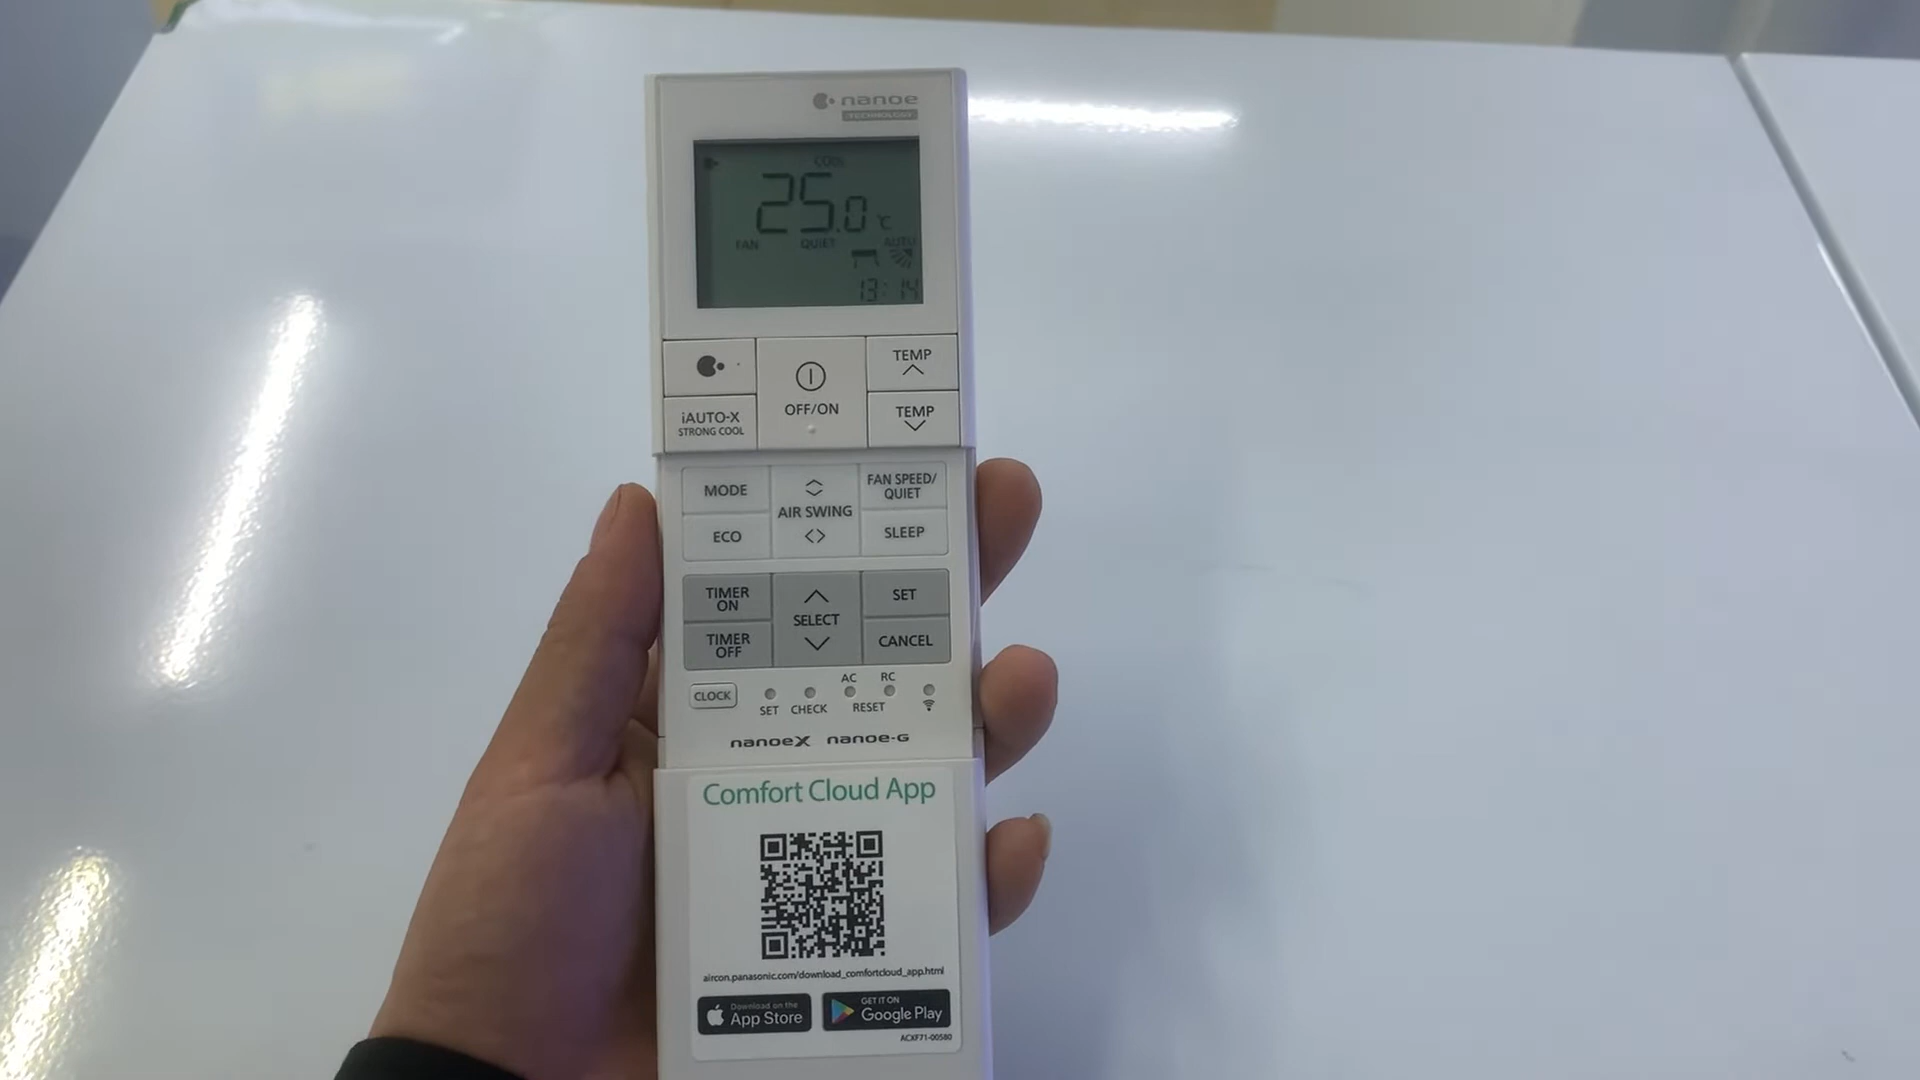 nanoe
TECHNOLOGY
COOL
25.0 ℃
FAN QUIET AUTO
13:14
OFF/ON
TEMP
TEMP
iAUTO-X
STRONG COOL
MODE
ECO
AIR SWING
FAN SPEED/
QUIET
SLEEP
TIMER
ON
TIMER
OFF
SELECT
SET
CANCEL
CLOCK
SET
CHECK
AC RC
RESET
nanoeX nanoe-G
Comfort Cloud App
aircon.panasonic.com/download_comfortcloud_app.html
Download on the
App Store
GET IT ON
Google Play
ACXF71-00580